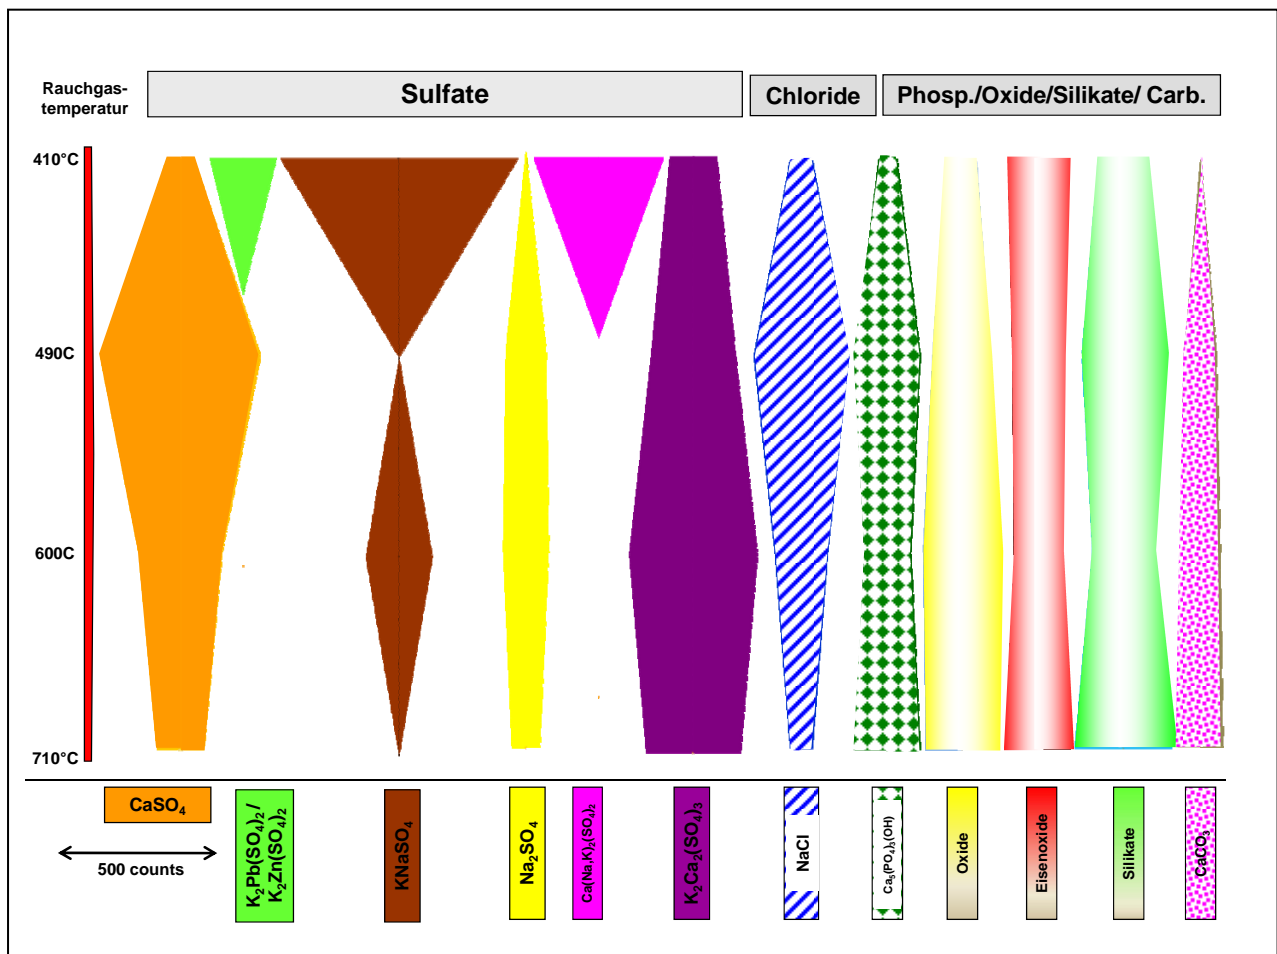 Rauchgas-
temperatur
Sulfate
Chloride
Phosp./Oxide/Silikate/ Carb.
410°C
490C
600C
710°C
CaSO₄
K₂Pb(SO₄)₂/
K₂Zn(SO₄)₂
KNaSO₄
Na₂SO₄
Ca(Na,K)₂(SO₄)₂
K₂Ca₂(SO₄)₃
NaCl
Ca₅(PO₄)₃(OH)
Oxide
Eisenoxide
Silikate
CaCO₃
500 counts